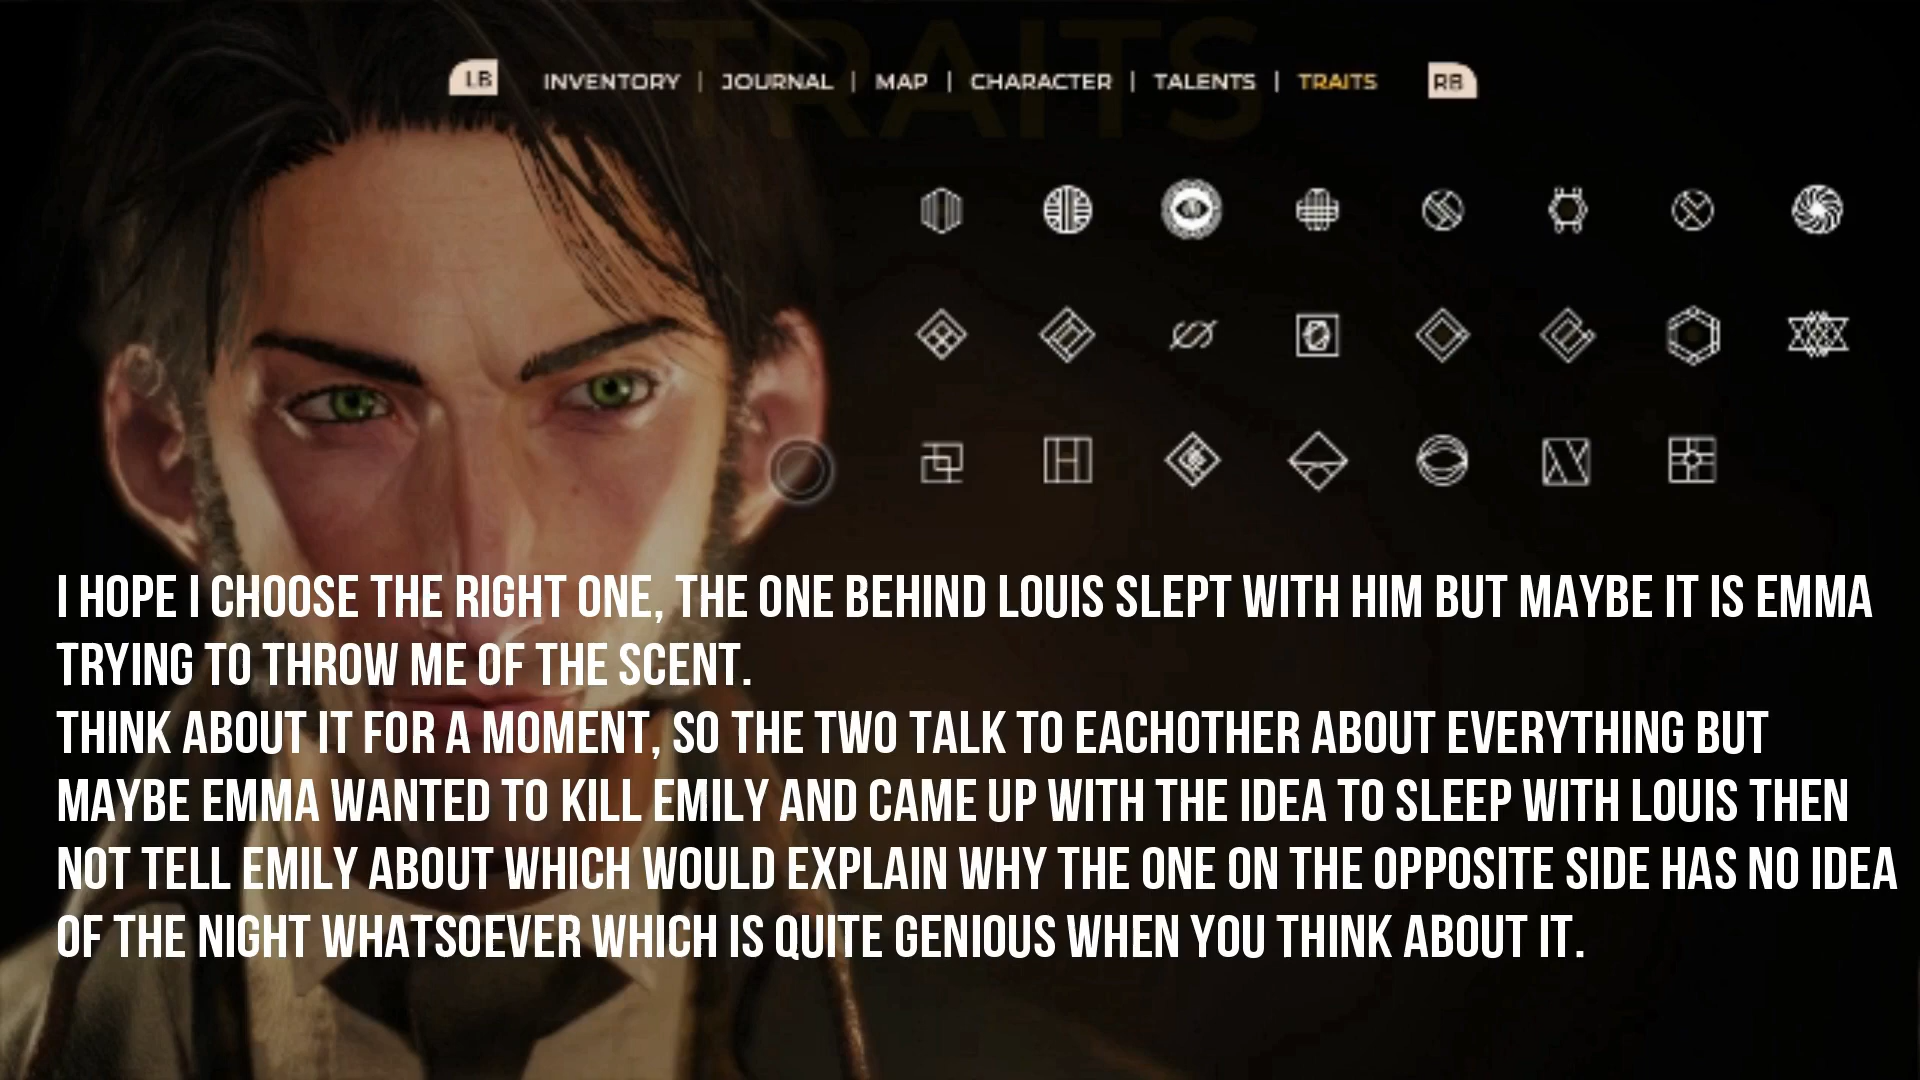 TRAITS
LB INVENTORY | JOURNAL | MAP | CHARACTER | TALENTS | TRAITS RB
I HOPE I CHOOSE THE RIGHT ONE, THE ONE BEHIND LOUIS SLEPT WITH HIM BUT MAYBE IT IS EMMA
TRYING TO THROW ME OF THE SCENT.
THINK ABOUT IT FOR A MOMENT, SO THE TWO TALK TO EACHOTHER ABOUT EVERYTHING BUT
MAYBE EMMA WANTED TO KILL EMILY AND CAME UP WITH THE IDEA TO SLEEP WITH LOUIS THEN
NOT TELL EMILY ABOUT WHICH WOULD EXPLAIN WHY THE ONE ON THE OPPOSITE SIDE HAS NO IDEA
OF THE NIGHT WHATSOEVER WHICH IS QUITE GENIOUS WHEN YOU THINK ABOUT IT.